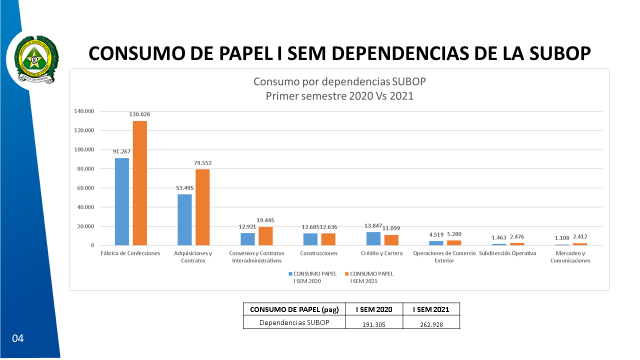 CONSUMO DE PAPEL I SEM DEPENDENCIAS DE LA SUBOP
Consumo por dependencias SUBOP
Primer semestre 2020 Vs 2021
140.000
120.000
100.000
80.000
60.000
40.000
20.000
0
91.267
130.028
53.495
79.552
12.921
19.445
12.685
12.636
13.847
11.099
4.519
5.280
1.463
2.476
1.108
2.412
Fábrica de Confecciones
Adquisiciones y
Contratos
Convenios y Contratos
Interadministrativos
Construcciones
Crédito y Cartera
Operaciones de Comercio
Exterior
Subdirección Operativa
Mercadeo y
Comunicaciones
CONSUMO PAPEL
I SEM 2020
CONSUMO PAPEL
I SEM 2021
CONSUMO DE PAPEL (pag) I SEM 2020 I SEM 2021
Dependencias SUBOP 191.305 262.928
04